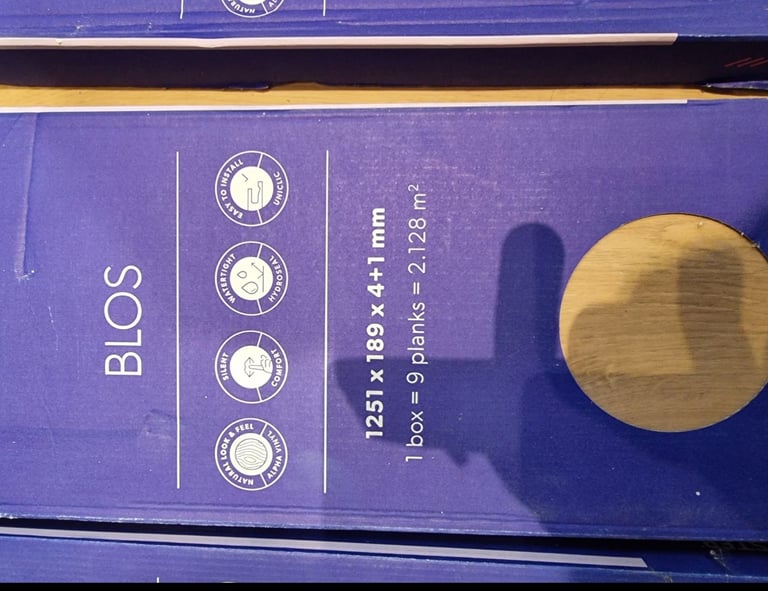 BLOS
NATURAL LOOK & FEEL
ALPHA VINYL
SILENT
COMFORT
WATERTIGHT
HYDROSEAL
EASY TO INSTALL
UNICLIC
1251 x 189 x 4+1 mm
1 box = 9 planks = 2.128 m²